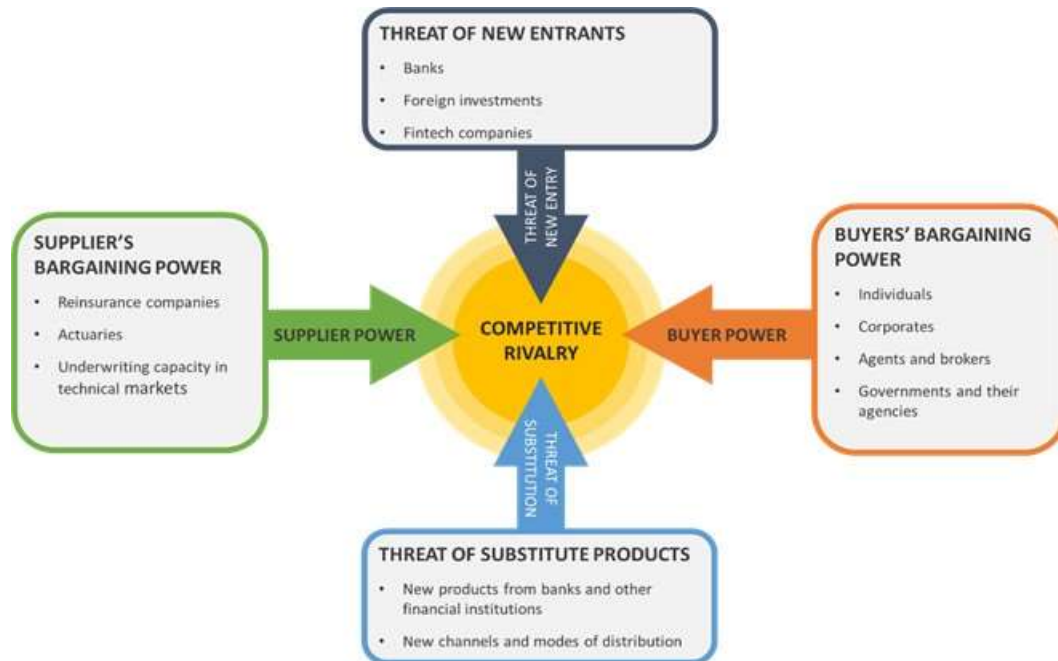 THREAT OF NEW ENTRANTS
• Banks
• Foreign investments
• Fintech companies
THREAT OF
NEW ENTRY
SUPPLIER'S
BARGAINING POWER
• Reinsurance companies
• Actuaries
• Underwriting capacity in
technical markets
SUPPLIER POWER
COMPETITIVE
RIVALRY
BUYER POWER
BUYERS' BARGAINING
POWER
• Individuals
• Corporates
• Agents and brokers
• Governments and their
agencies
THREAT OF
SUBSTITUTION
THREAT OF SUBSTITUTE PRODUCTS
• New products from banks and other
financial institutions
• New channels and modes of distribution